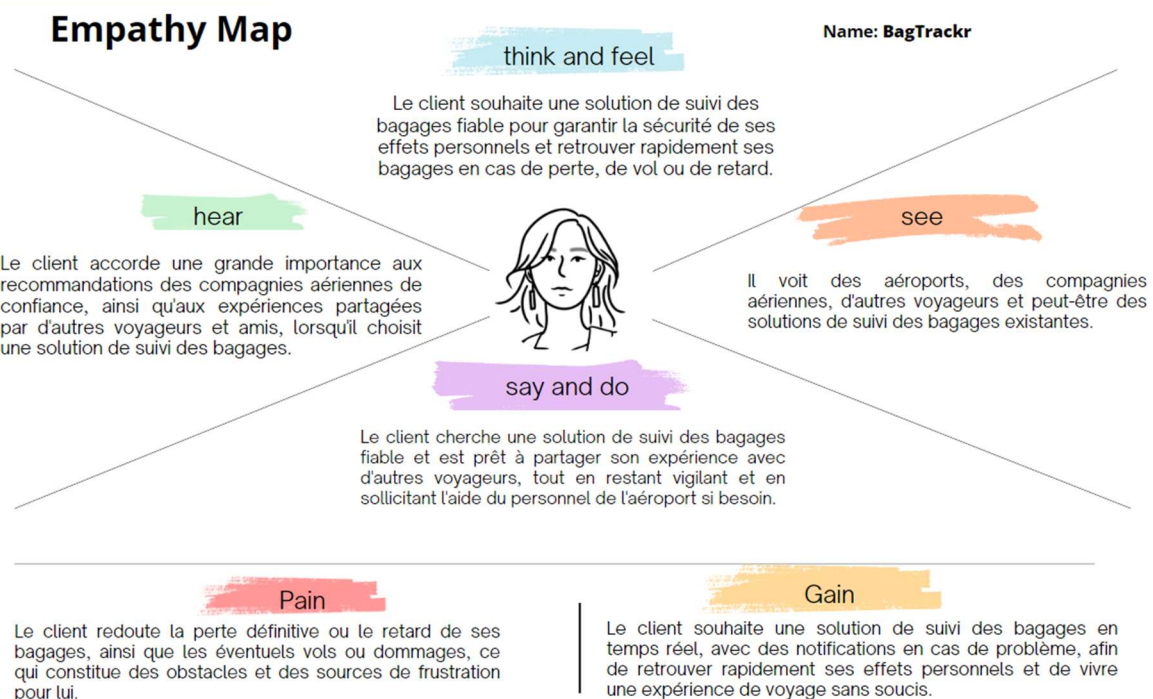 Empathy Map
Name: BagTrackr
think and feel
Le client souhaite une solution de suivi des
bagages fiable pour garantir la sécurité de ses
effets personnels et retrouver rapidement ses
bagages en cas de perte, de vol ou de retard.
hear
Le client accorde une grande importance aux
recommandations des compagnies aériennes de
confiance, ainsi qu'aux expériences partagées
par d'autres voyageurs et amis, lorsqu'il choisit
une solution de suivi des bagages.
see
Il voit des aéroports, des compagnies
aériennes, d'autres voyageurs et peut-être des
solutions de suivi des bagages existantes.
say and do
Le client cherche une solution de suivi des bagages
fiable et est prêt à partager son expérience avec
d'autres voyageurs, tout en restant vigilant et en
sollicitant l'aide du personnel de l'aéroport si besoin.
Pain
Le client redoute la perte définitive ou le retard de ses
bagages, ainsi que les éventuels vols ou dommages, ce
qui constitue des obstacles et des sources de frustration
pour lui.
Gain
Le client souhaite une solution de suivi des bagages en
temps réel, avec des notifications en cas de problème, afin
de retrouver rapidement ses effets personnels et de vivre
une expérience de voyage sans soucis.